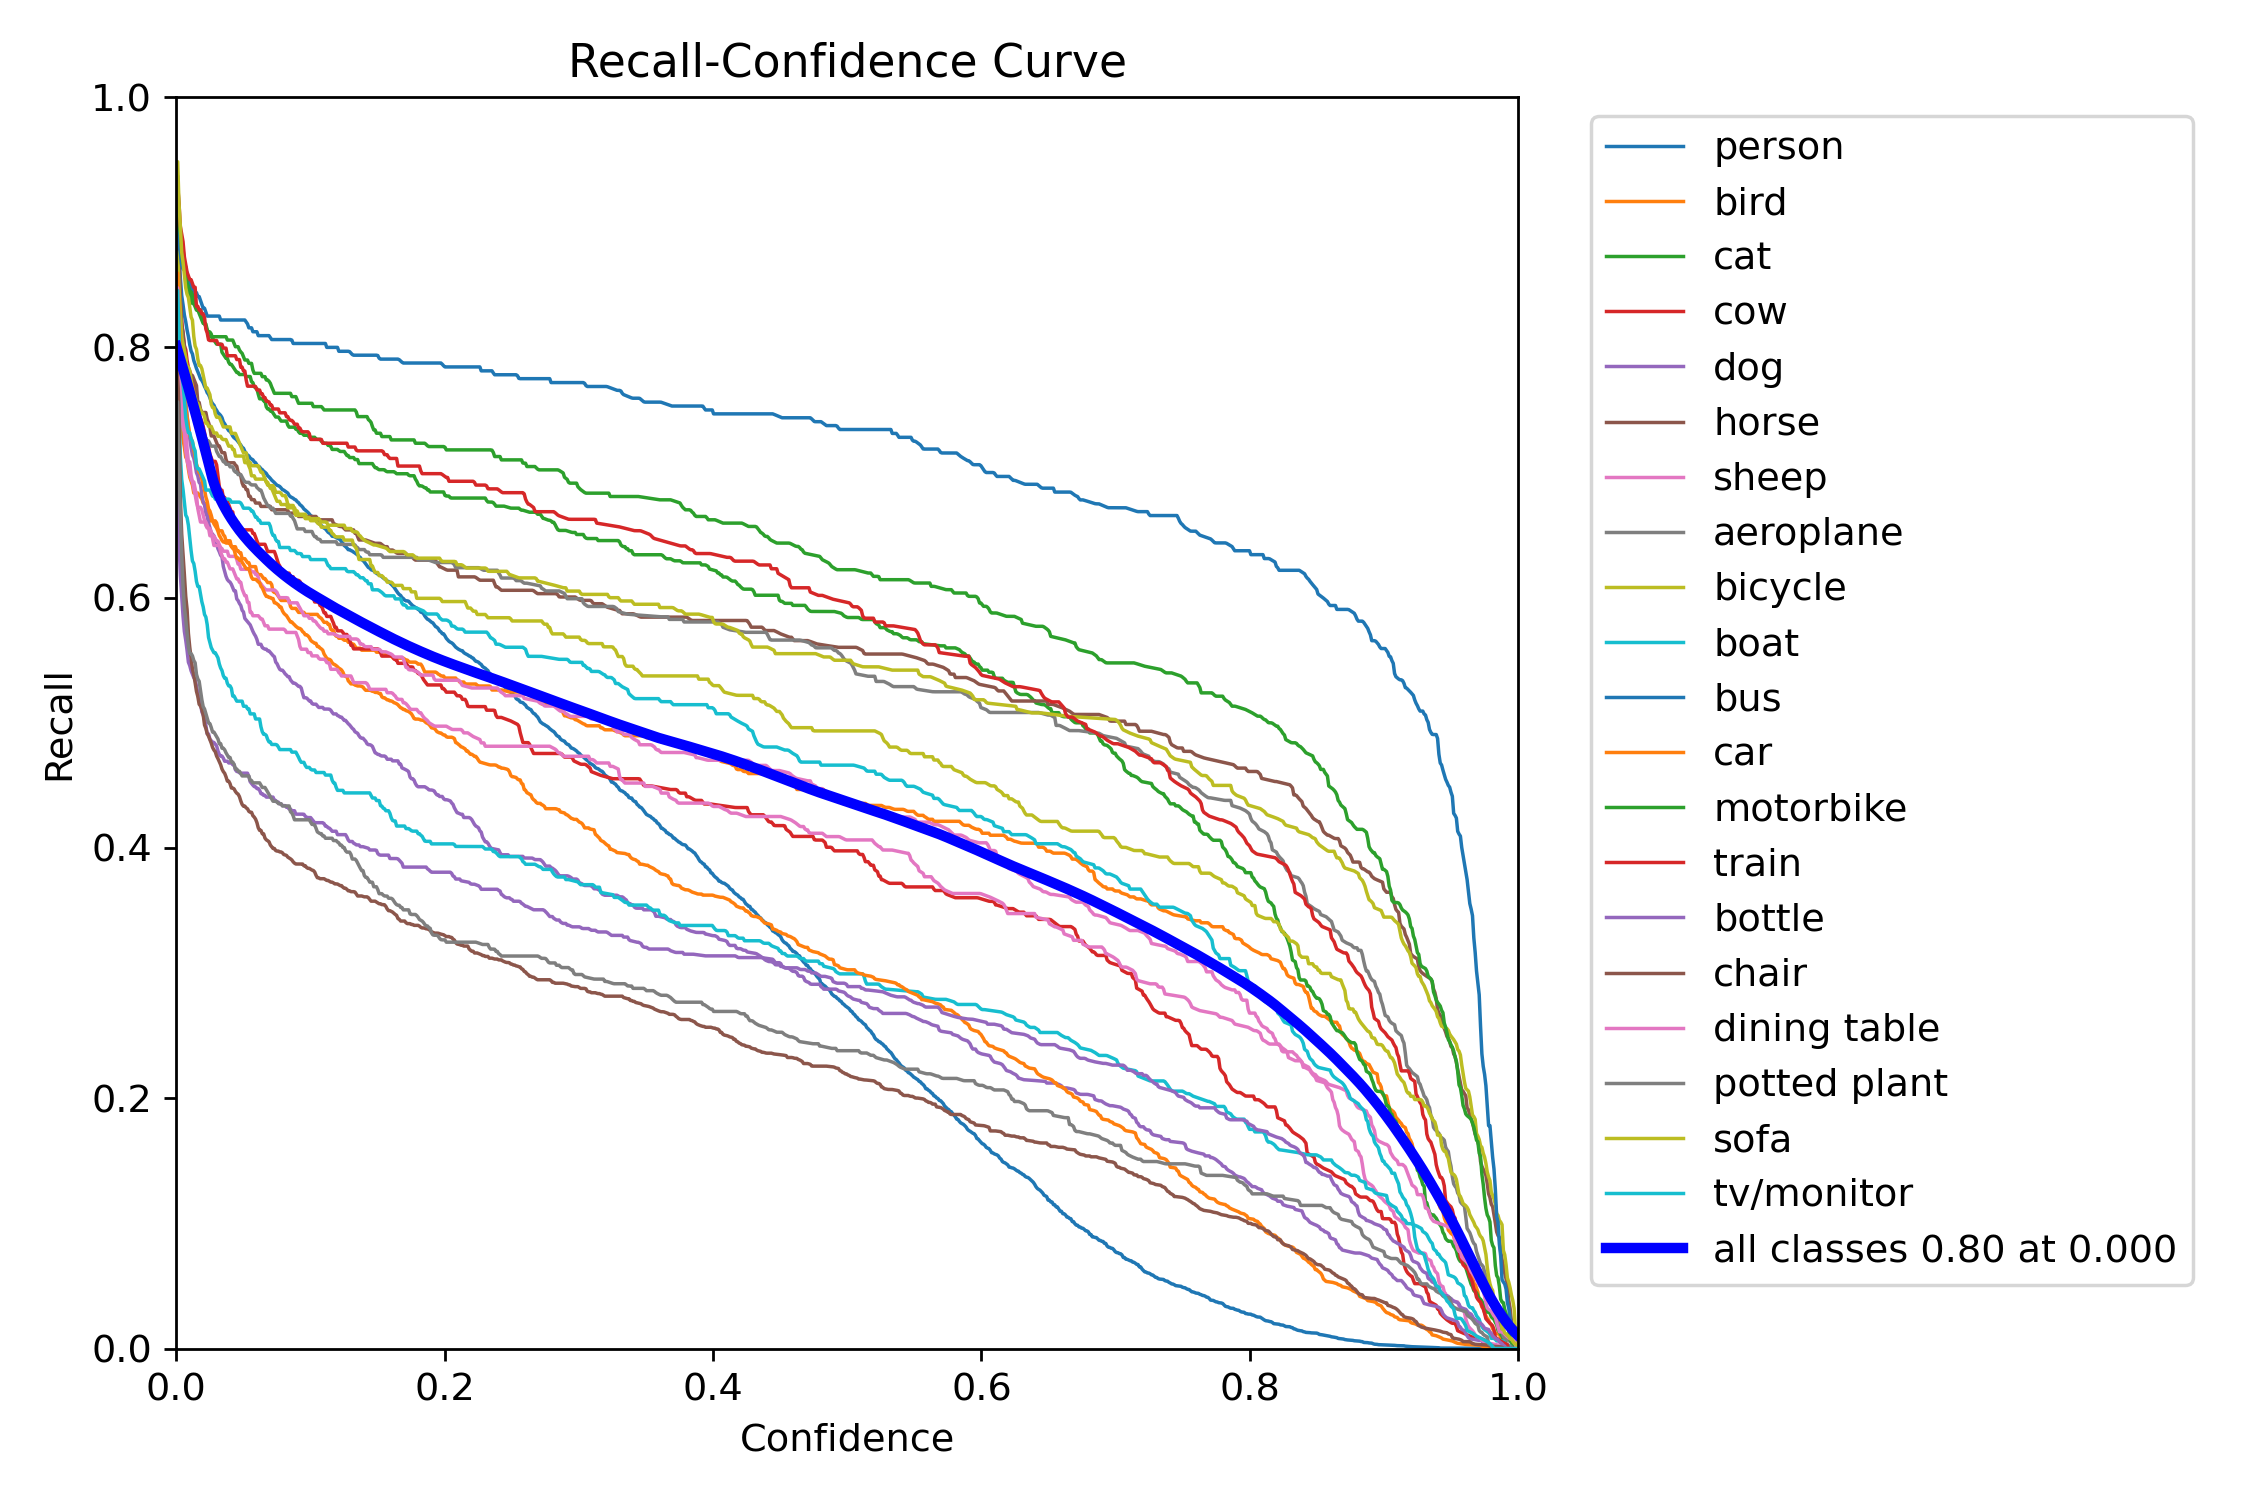 Recall-Confidence Curve
1.0
0.8
0.6
0.4
0.2
0.0
Recall
0.0 0.2 0.4 0.6 0.8 1.0
Confidence
person
bird
cat
cow
dog
horse
sheep
aeroplane
bicycle
boat
bus
car
motorbike
train
bottle
chair
dining table
potted plant
sofa
tv/monitor
all classes 0.80 at 0.000